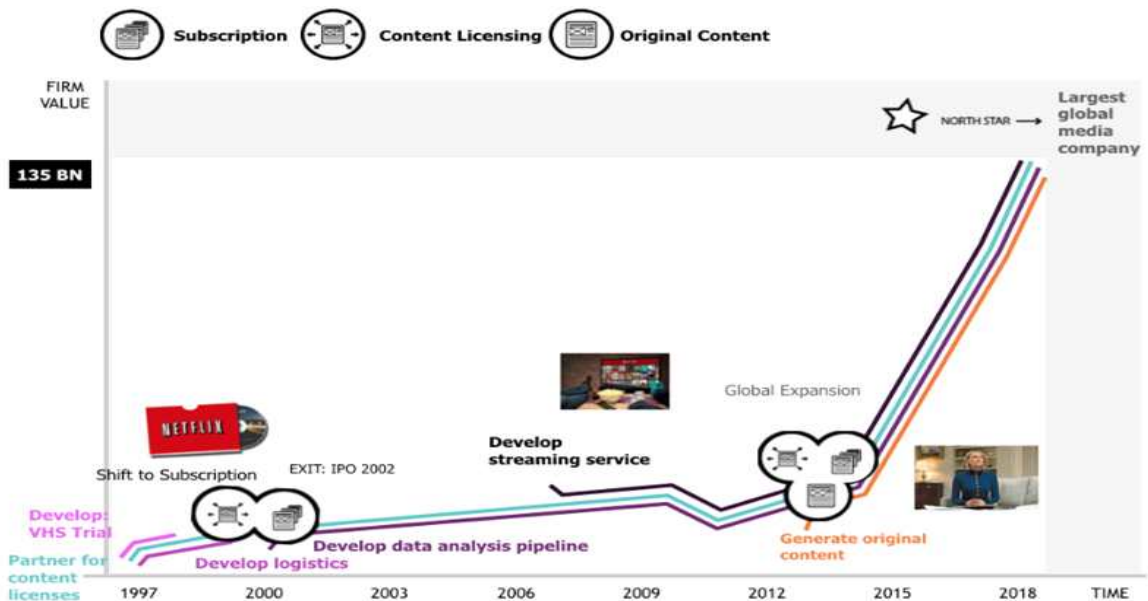 Subscription
Content Licensing
Original Content
FIRM
VALUE
NORTH STAR
Largest
global
media
company
135 BN
Global Expansion
NETFLIX
Develop
streaming service
Shift to Subscription
EXIT: IPO 2002
Develop:
VHS Trial
Develop data analysis pipeline
Generate original
content
Partner for
content
licenses
Develop logistics
1997 2000 2003 2006 2009 2012 2015 2018 TIME